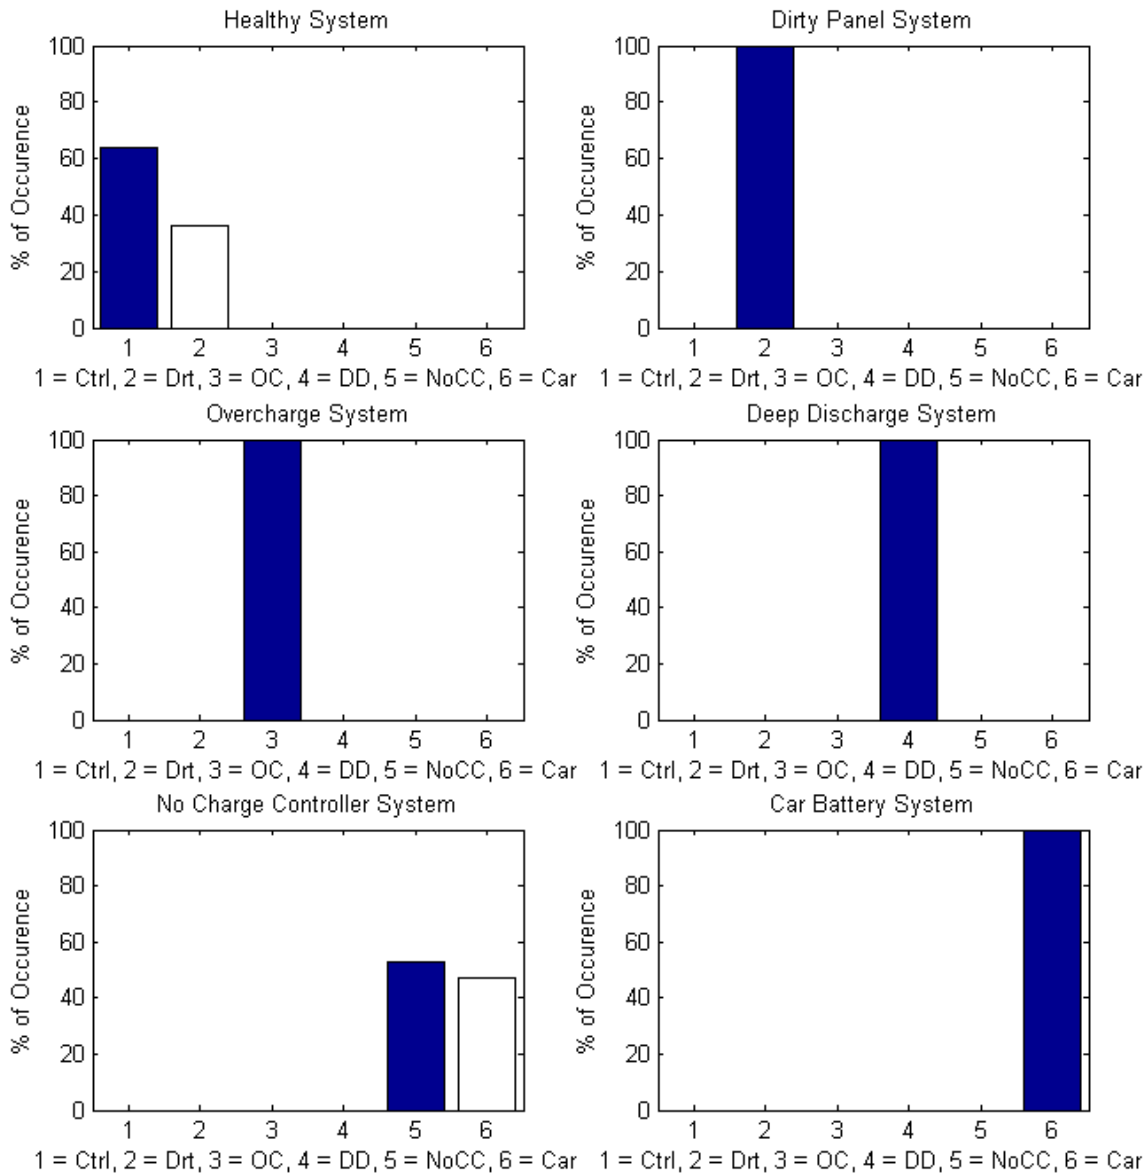 Healthy System
100
80
60
40
20
0
% of Occurence
1 2 3 4 5 6
1 = Ctrl, 2 = Drt, 3 = OC, 4 = DD, 5 = NoCC, 6 = Car
Dirty Panel System
100
80
60
40
20
0
% of Occurence
1 2 3 4 5 6
1 = Ctrl, 2 = Drt, 3 = OC, 4 = DD, 5 = NoCC, 6 = Car
Overcharge System
100
80
60
40
20
0
% of Occurence
1 2 3 4 5 6
1 = Ctrl, 2 = Drt, 3 = OC, 4 = DD, 5 = NoCC, 6 = Car
Deep Discharge System
100
80
60
40
20
0
% of Occurence
1 2 3 4 5 6
1 = Ctrl, 2 = Drt, 3 = OC, 4 = DD, 5 = NoCC, 6 = Car
No Charge Controller System
100
80
60
40
20
0
% of Occurence
1 2 3 4 5 6
1 = Ctrl, 2 = Drt, 3 = OC, 4 = DD, 5 = NoCC, 6 = Car
Car Battery System
100
80
60
40
20
0
% of Occurence
1 2 3 4 5 6
1 = Ctrl, 2 = Drt, 3 = OC, 4 = DD, 5 = NoCC, 6 = Car